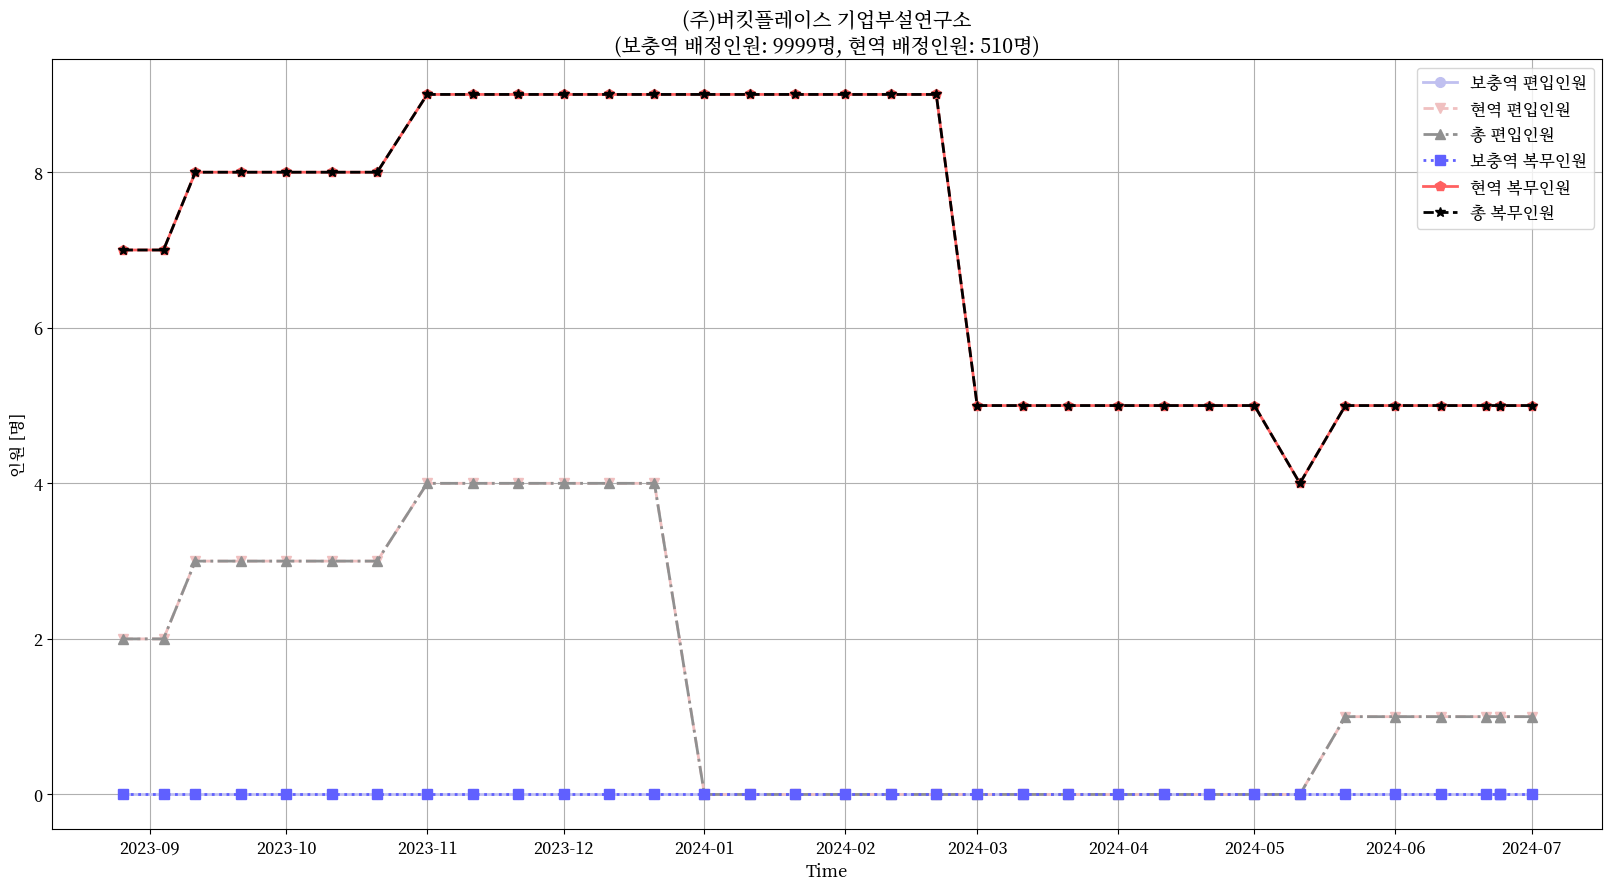 (주)버킷플레이스 기업부설연구소
(보충역 배정인원: 9999명, 현역 배정인원: 510명)
보충역 편입인원
현역 편입인원
총 편입인원
보충역 복무인원
현역 복무인원
총 복무인원
인원 [명]
8
6
4
2
0
2023-09 2023-10 2023-11 2023-12 2024-01 2024-02 2024-03 2024-04 2024-05 2024-06 2024-07
Time